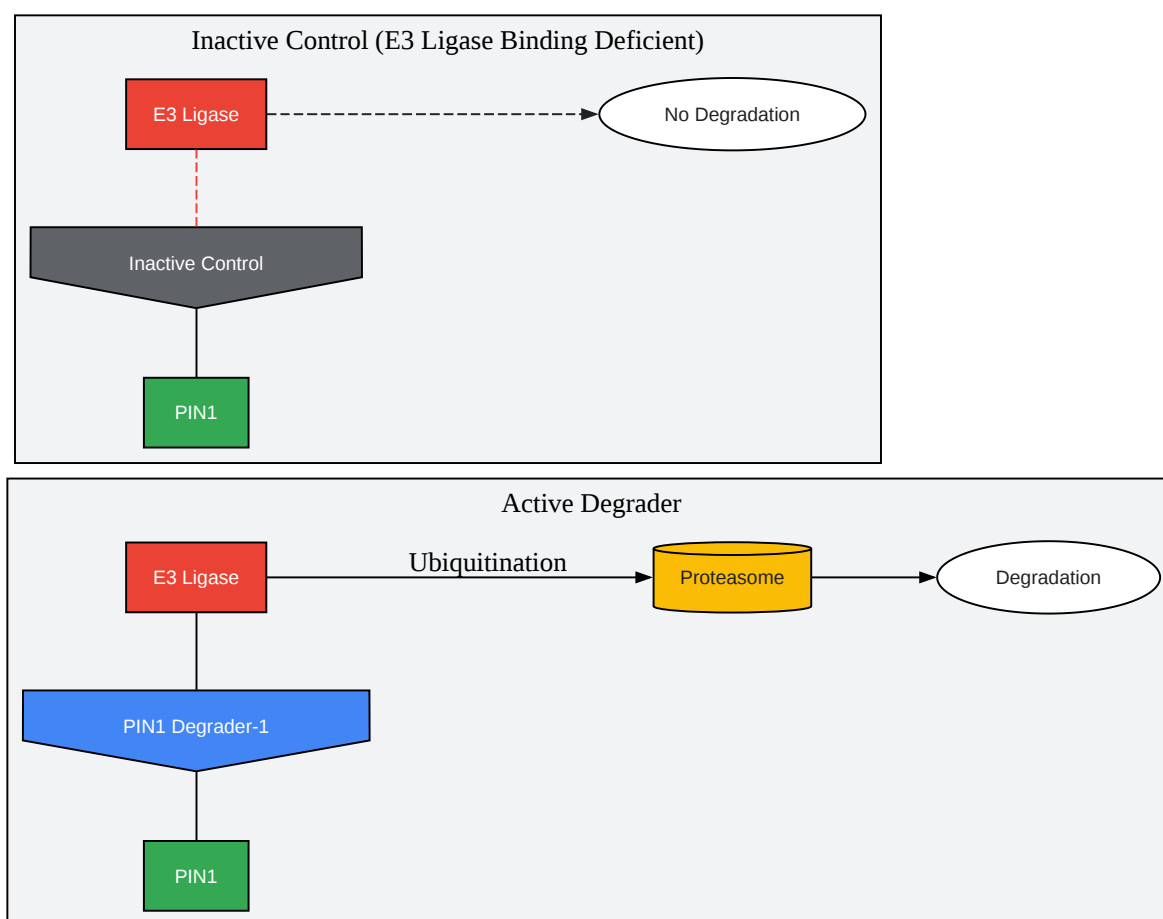 Inactive Control (E3 Ligase Binding Deficient)
E3 Ligase
No Degradation
Inactive Control
PIN1
Active Degrader
E3 Ligase
Ubiquitination
Proteasome
Degradation
PIN1 Degrader-1
PIN1